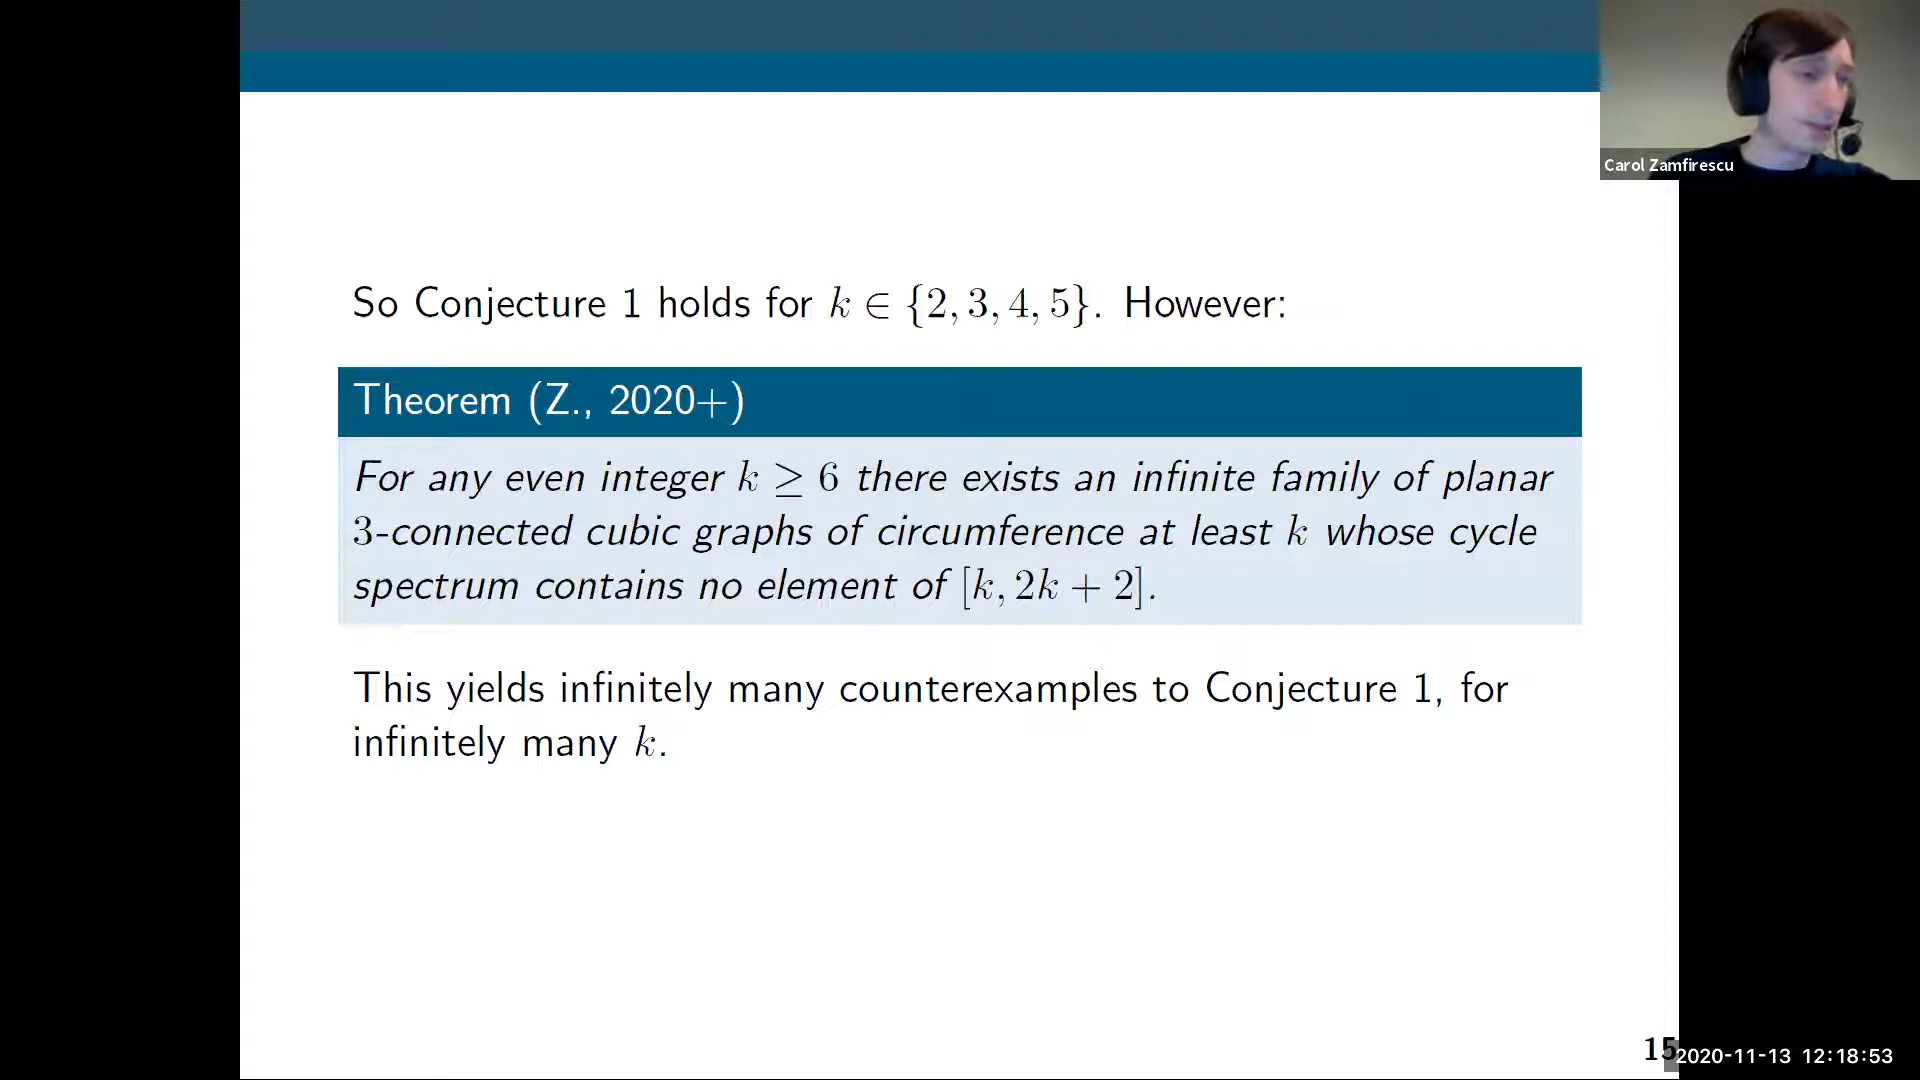 Carol Zamfirescu
So Conjecture 1 holds for k ∈ {2, 3, 4, 5}. However:
Theorem (Z., 2020+)
For any even integer k ≥ 6 there exists an infinite family of planar
3-connected cubic graphs of circumference at least k whose cycle
spectrum contains no element of [k, 2k + 2].
This yields infinitely many counterexamples to Conjecture 1, for
infinitely many k.
15
2020-11-13 12:18:53